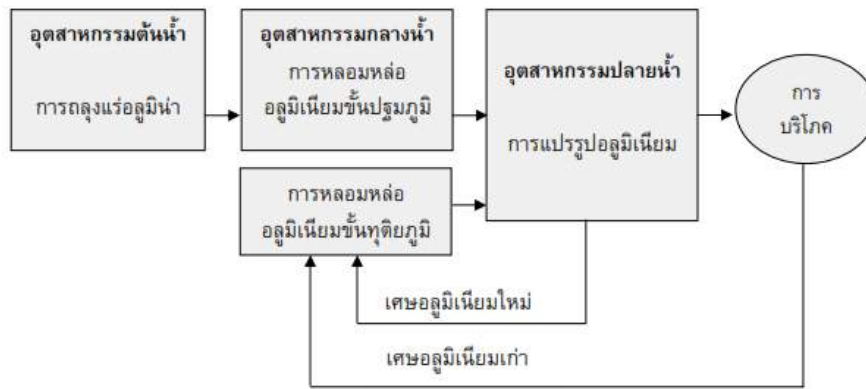 อุตสาหกรรมต้นน้ำ
การถลุงแร่อลูมิน่า
อุตสาหกรรมกลางน้ำ
การหลอมหล่อ
อลูมิเนียมขั้นปฐมภูมิ
การหลอมหล่อ
อลูมิเนียมขั้นทุติยภูมิ
อุตสาหกรรมปลายน้ำ
การแปรรูปอลูมิเนียม
การ
บริโภค
เศษอลูมิเนียมใหม่
เศษอลูมิเนียมเก่า